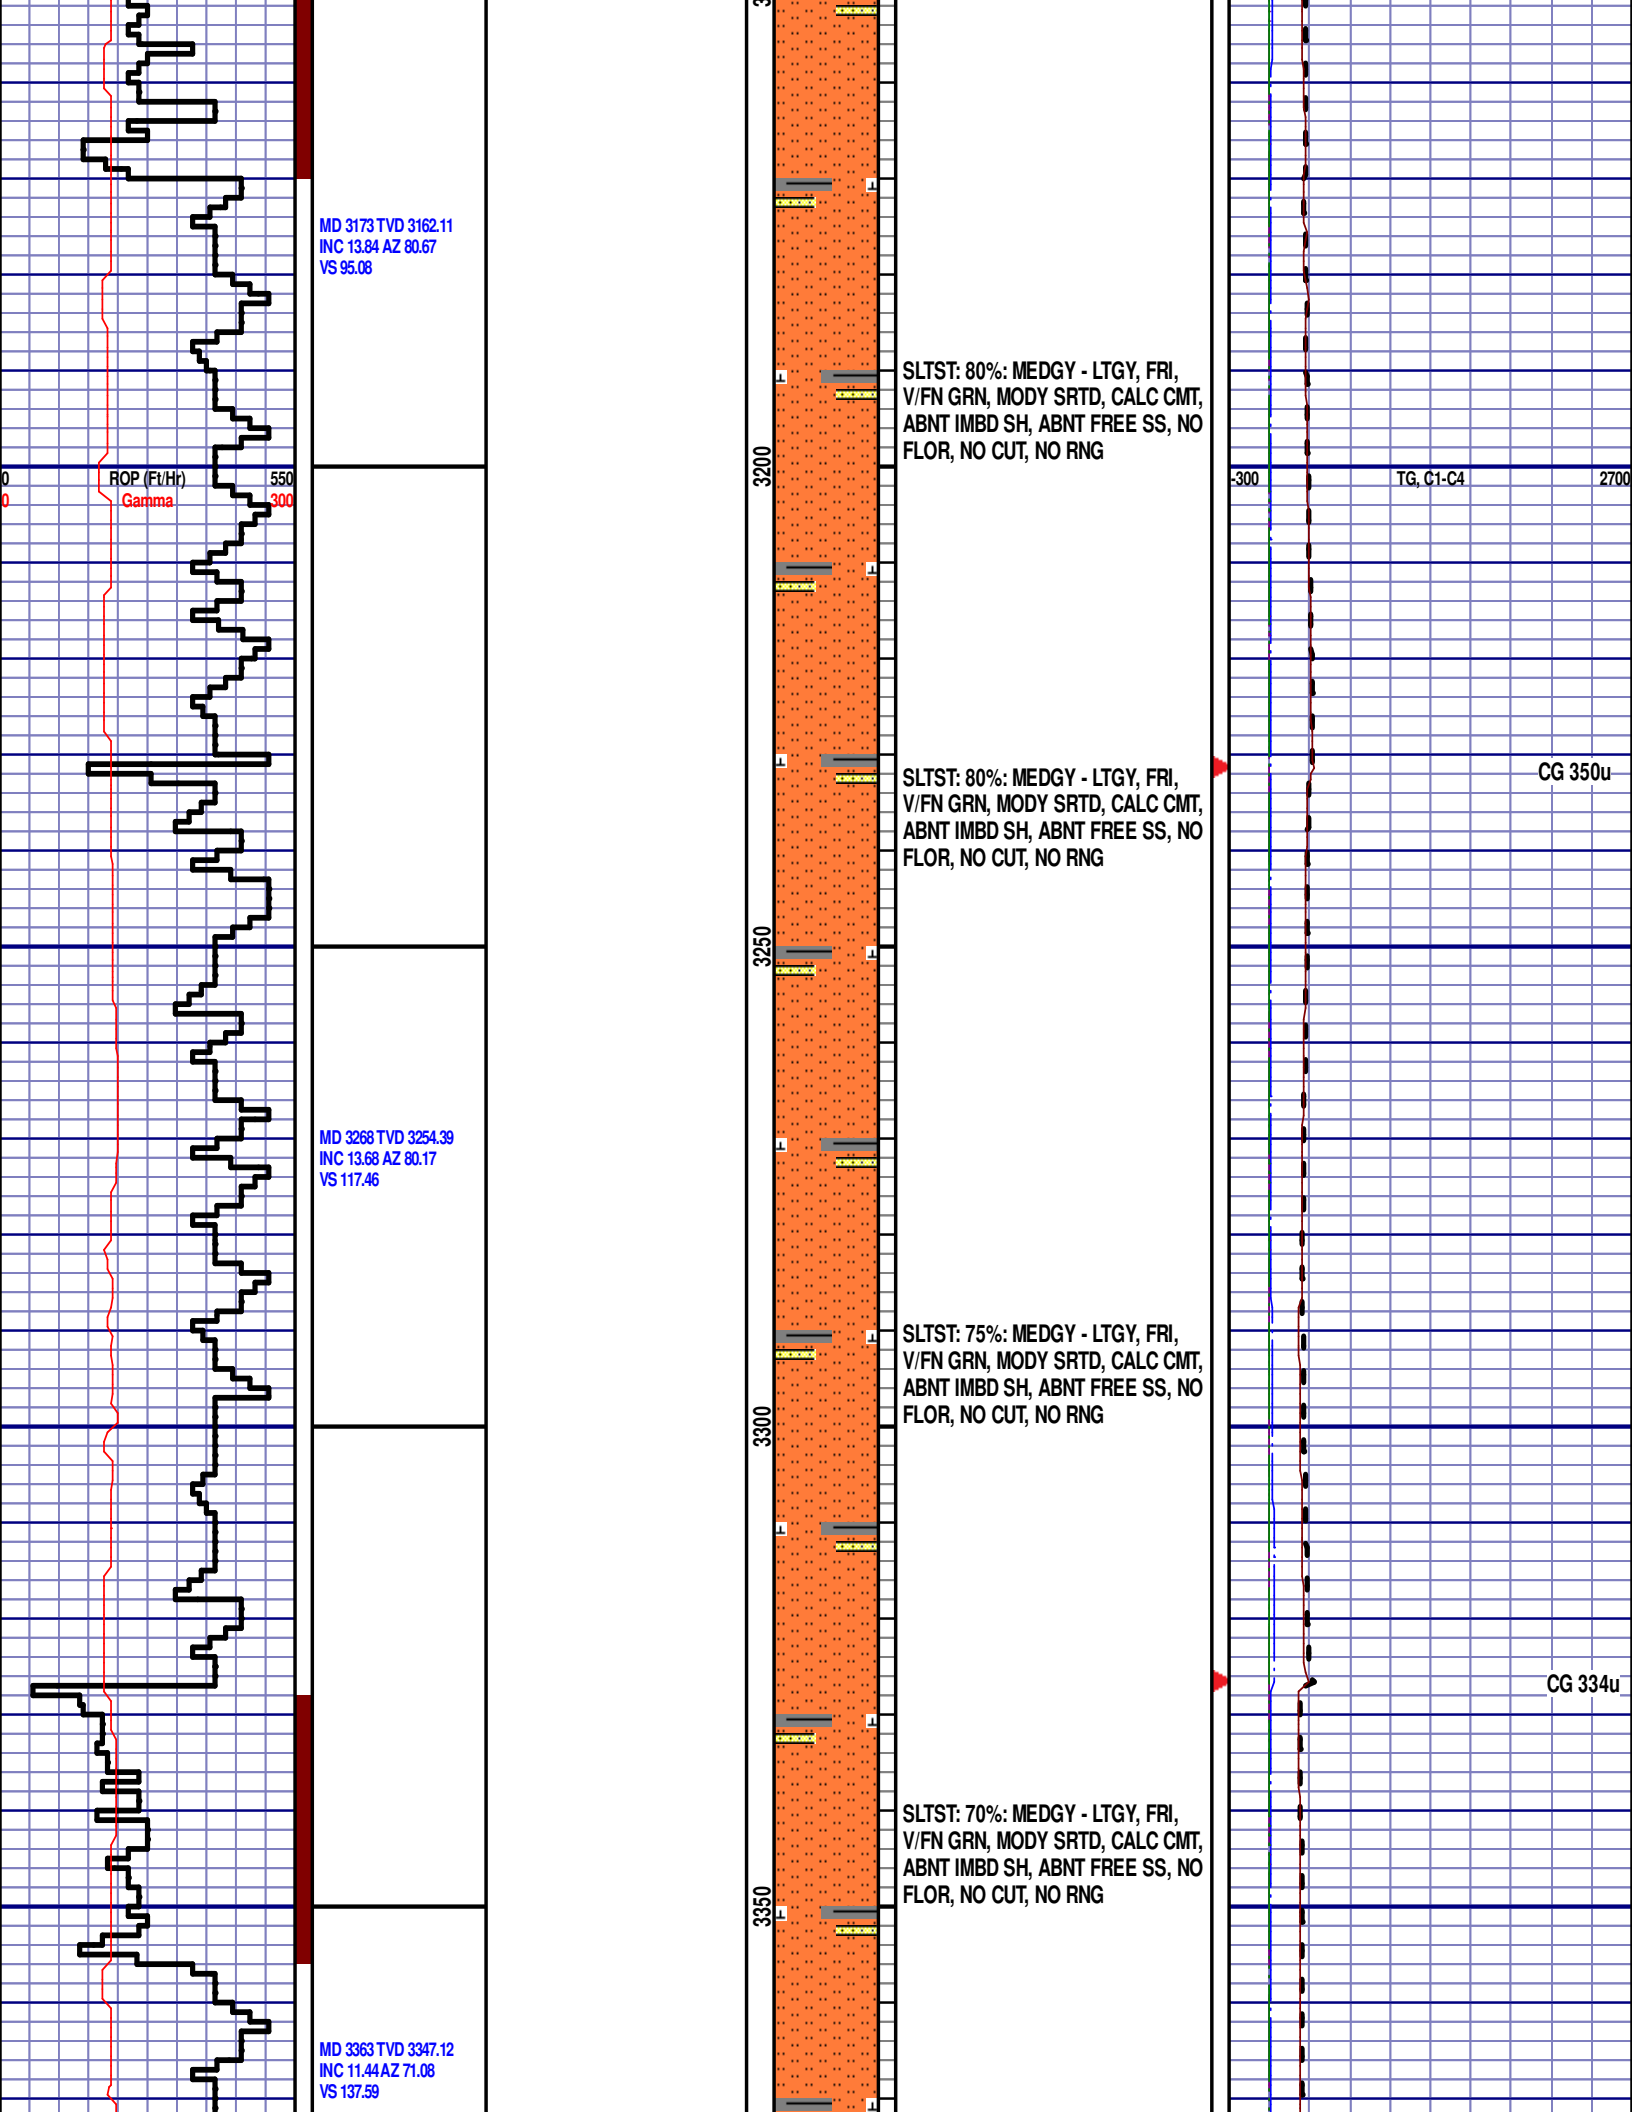 MD 3173 TVD 3162.11
INC 13.84 AZ 80.67
VS 95.08
SLTST: 80%: MEDGY - LTGY, FRI,
V/FN GRN, MODY SRTD, CALC CMT,
ABNT IMBD SH, ABNT FREE SS, NO
FLOR, NO CUT, NO RNG
3200
0 ROP (Ft/Hr) 550
0 Gamma 300
-300 TG, C1-C4 2700
SLTST: 80%: MEDGY - LTGY, FRI,
V/FN GRN, MODY SRTD, CALC CMT,
ABNT IMBD SH, ABNT FREE SS, NO
FLOR, NO CUT, NO RNG
CG 350u
3250
MD 3268 TVD 3254.39
INC 13.68 AZ 80.17
VS 117.46
SLTST: 75%: MEDGY - LTGY, FRI,
V/FN GRN, MODY SRTD, CALC CMT,
ABNT IMBD SH, ABNT FREE SS, NO
FLOR, NO CUT, NO RNG
3300
CG 334u
SLTST: 70%: MEDGY - LTGY, FRI,
V/FN GRN, MODY SRTD, CALC CMT,
ABNT IMBD SH, ABNT FREE SS, NO
FLOR, NO CUT, NO RNG
3350
MD 3363 TVD 3347.12
INC 11.44 AZ 71.08
VS 137.59